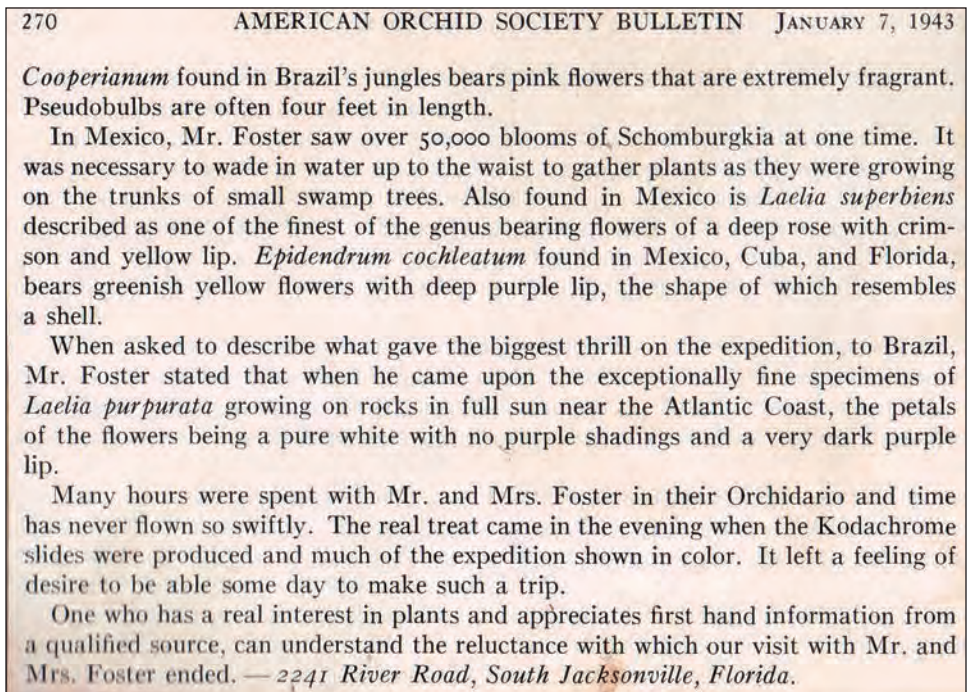 270 AMERICAN ORCHID SOCIETY BULLETIN JANUARY 7, 1943
Cooperianum found in Brazil's jungles bears pink flowers that are extremely fragrant.
Pseudobulbs are often four feet in length.
In Mexico, Mr. Foster saw over 50,000 blooms of Schomburgkia at one time. It
was necessary to wade in water up to the waist to gather plants as they were growing
on the trunks of small swamp trees. Also found in Mexico is Laelia superbiens
described as one of the finest of the genus bearing flowers of a deep rose with crim-
son and yellow lip. Epidendrum cochleatum found in Mexico, Cuba, and Florida,
bears greenish yellow flowers with deep purple lip, the shape of which resembles
a shell.
When asked to describe what gave the biggest thrill on the expedition, to Brazil,
Mr. Foster stated that when he came upon the exceptionally fine specimens of
Laelia purpurata growing on rocks in full sun near the Atlantic Coast, the petals
of the flowers being a pure white with no purple shadings and a very dark purple
lip.
Many hours were spent with Mr. and Mrs. Foster in their Orchidario and time
has never flown so swiftly. The real treat came in the evening when the Kodachrome
slides were produced and much of the expedition shown in color. It left a feeling of
desire to be able some day to make such a trip.
One who has a real interest in plants and appreciates first hand information from
a qualified source, can understand the reluctance with which our visit with Mr. and
Mrs. Foster ended. — 2241 River Road, South Jacksonville, Florida.